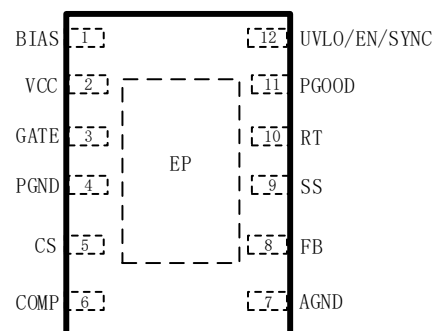 BIAS 1 12 UVLO/EN/SYNC
VCC 2 11 PGOOD
GATE 3 10 RT
EP
PGND 4 9 SS
CS 5 8 FB
COMP 6 7 AGND